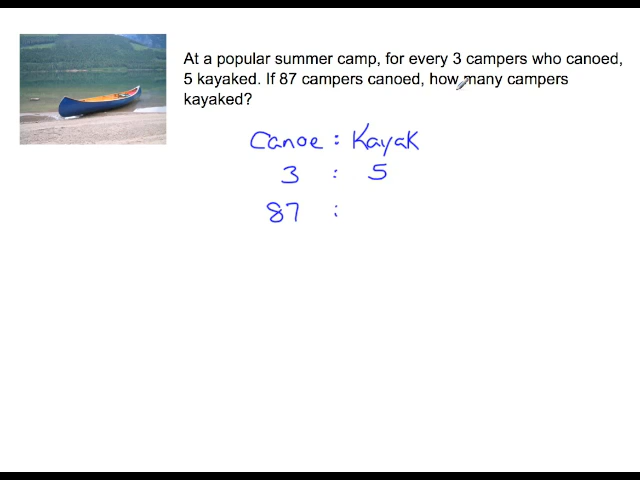 At a popular summer camp, for every 3 campers who canoed,
5 kayaked. If 87 campers canoed, how many campers
kayaked?
Canoe : Kayak
3 : 5
87 :